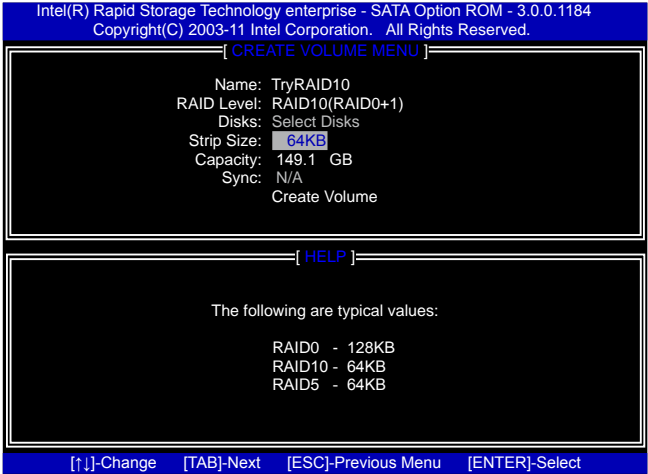 Intel(R) Rapid Storage Technology enterprise - SATA Option ROM - 3.0.0.1184
Copyright(C) 2003-11 Intel Corporation. All Rights Reserved.
[ CREATE VOLUME MENU ]
Name: TryRAID10
RAID Level: RAID10(RAID0+1)
Disks: Select Disks
Strip Size: 64KB
Capacity: 149.1 GB
Sync: N/A
Create Volume
[ HELP ]
The following are typical values:
RAID0 - 128KB
RAID10 - 64KB
RAID5 - 64KB
[↑↓]-Change [TAB]-Next [ESC]-Previous Menu [ENTER]-Select